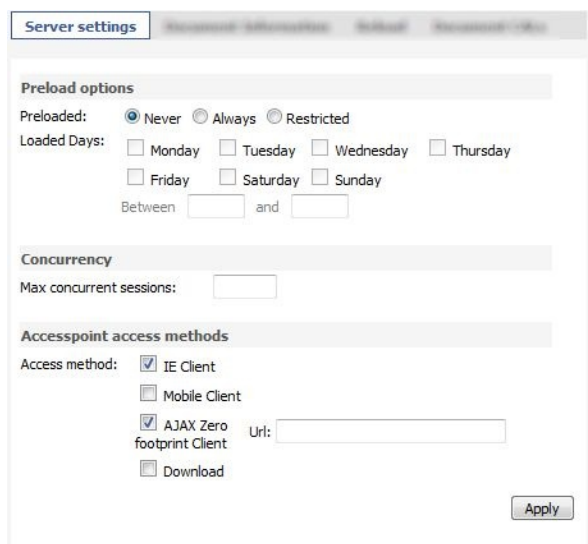 Server settings
Preload options
Preloaded: Never Always Restricted
Loaded Days: Monday Tuesday Wednesday Thursday
Friday Saturday Sunday
Between and
Concurrency
Max concurrent sessions:
Accesspoint access methods
Access method: IE Client
Mobile Client
AJAX Zero
footprint Client Url:
Download
Apply